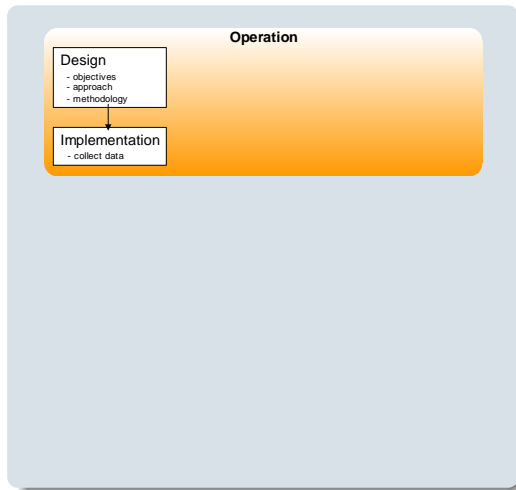 Operation
Design
- objectives
- approach
- methodology
Implementation
- collect data